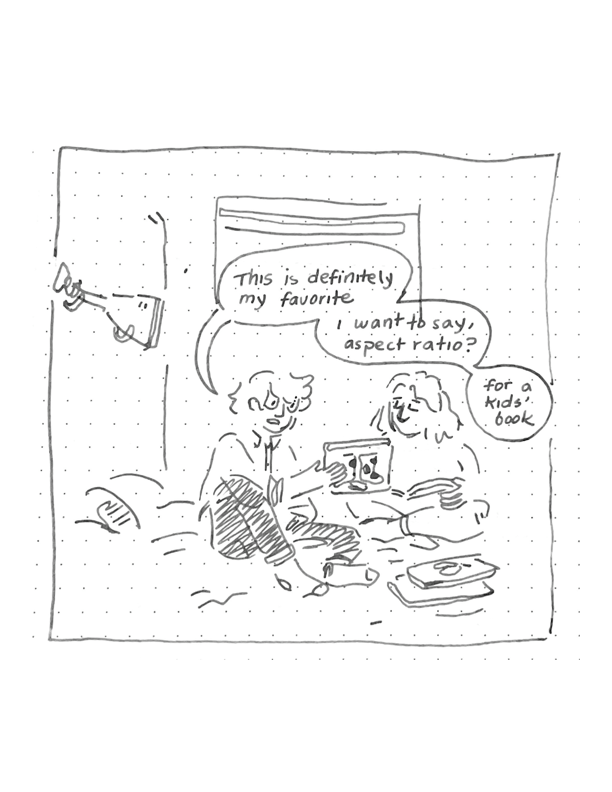 This is definitely
my favorite
I want to say,
aspect ratio?
for a
kids'
book